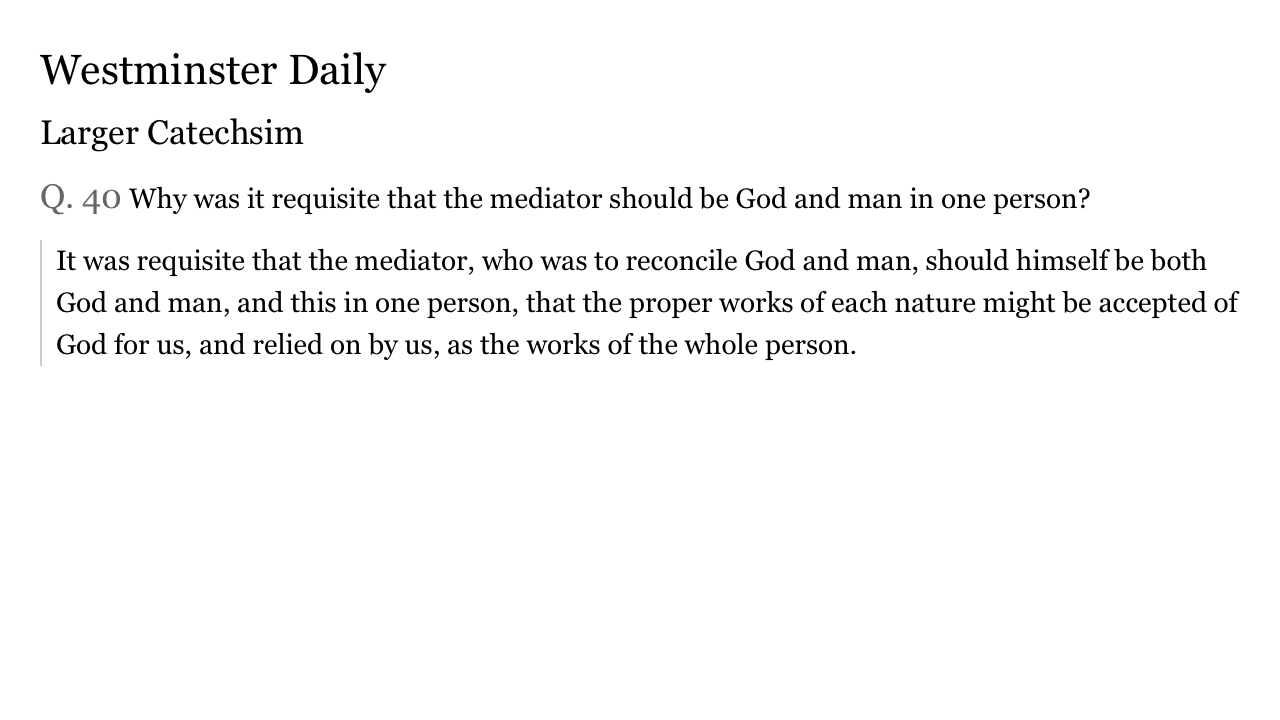 Westminster Daily
Larger Catechsim
Q. 40 Why was it requisite that the mediator should be God and man in one person?
It was requisite that the mediator, who was to reconcile God and man, should himself be both
God and man, and this in one person, that the proper works of each nature might be accepted of
God for us, and relied on by us, as the works of the whole person.